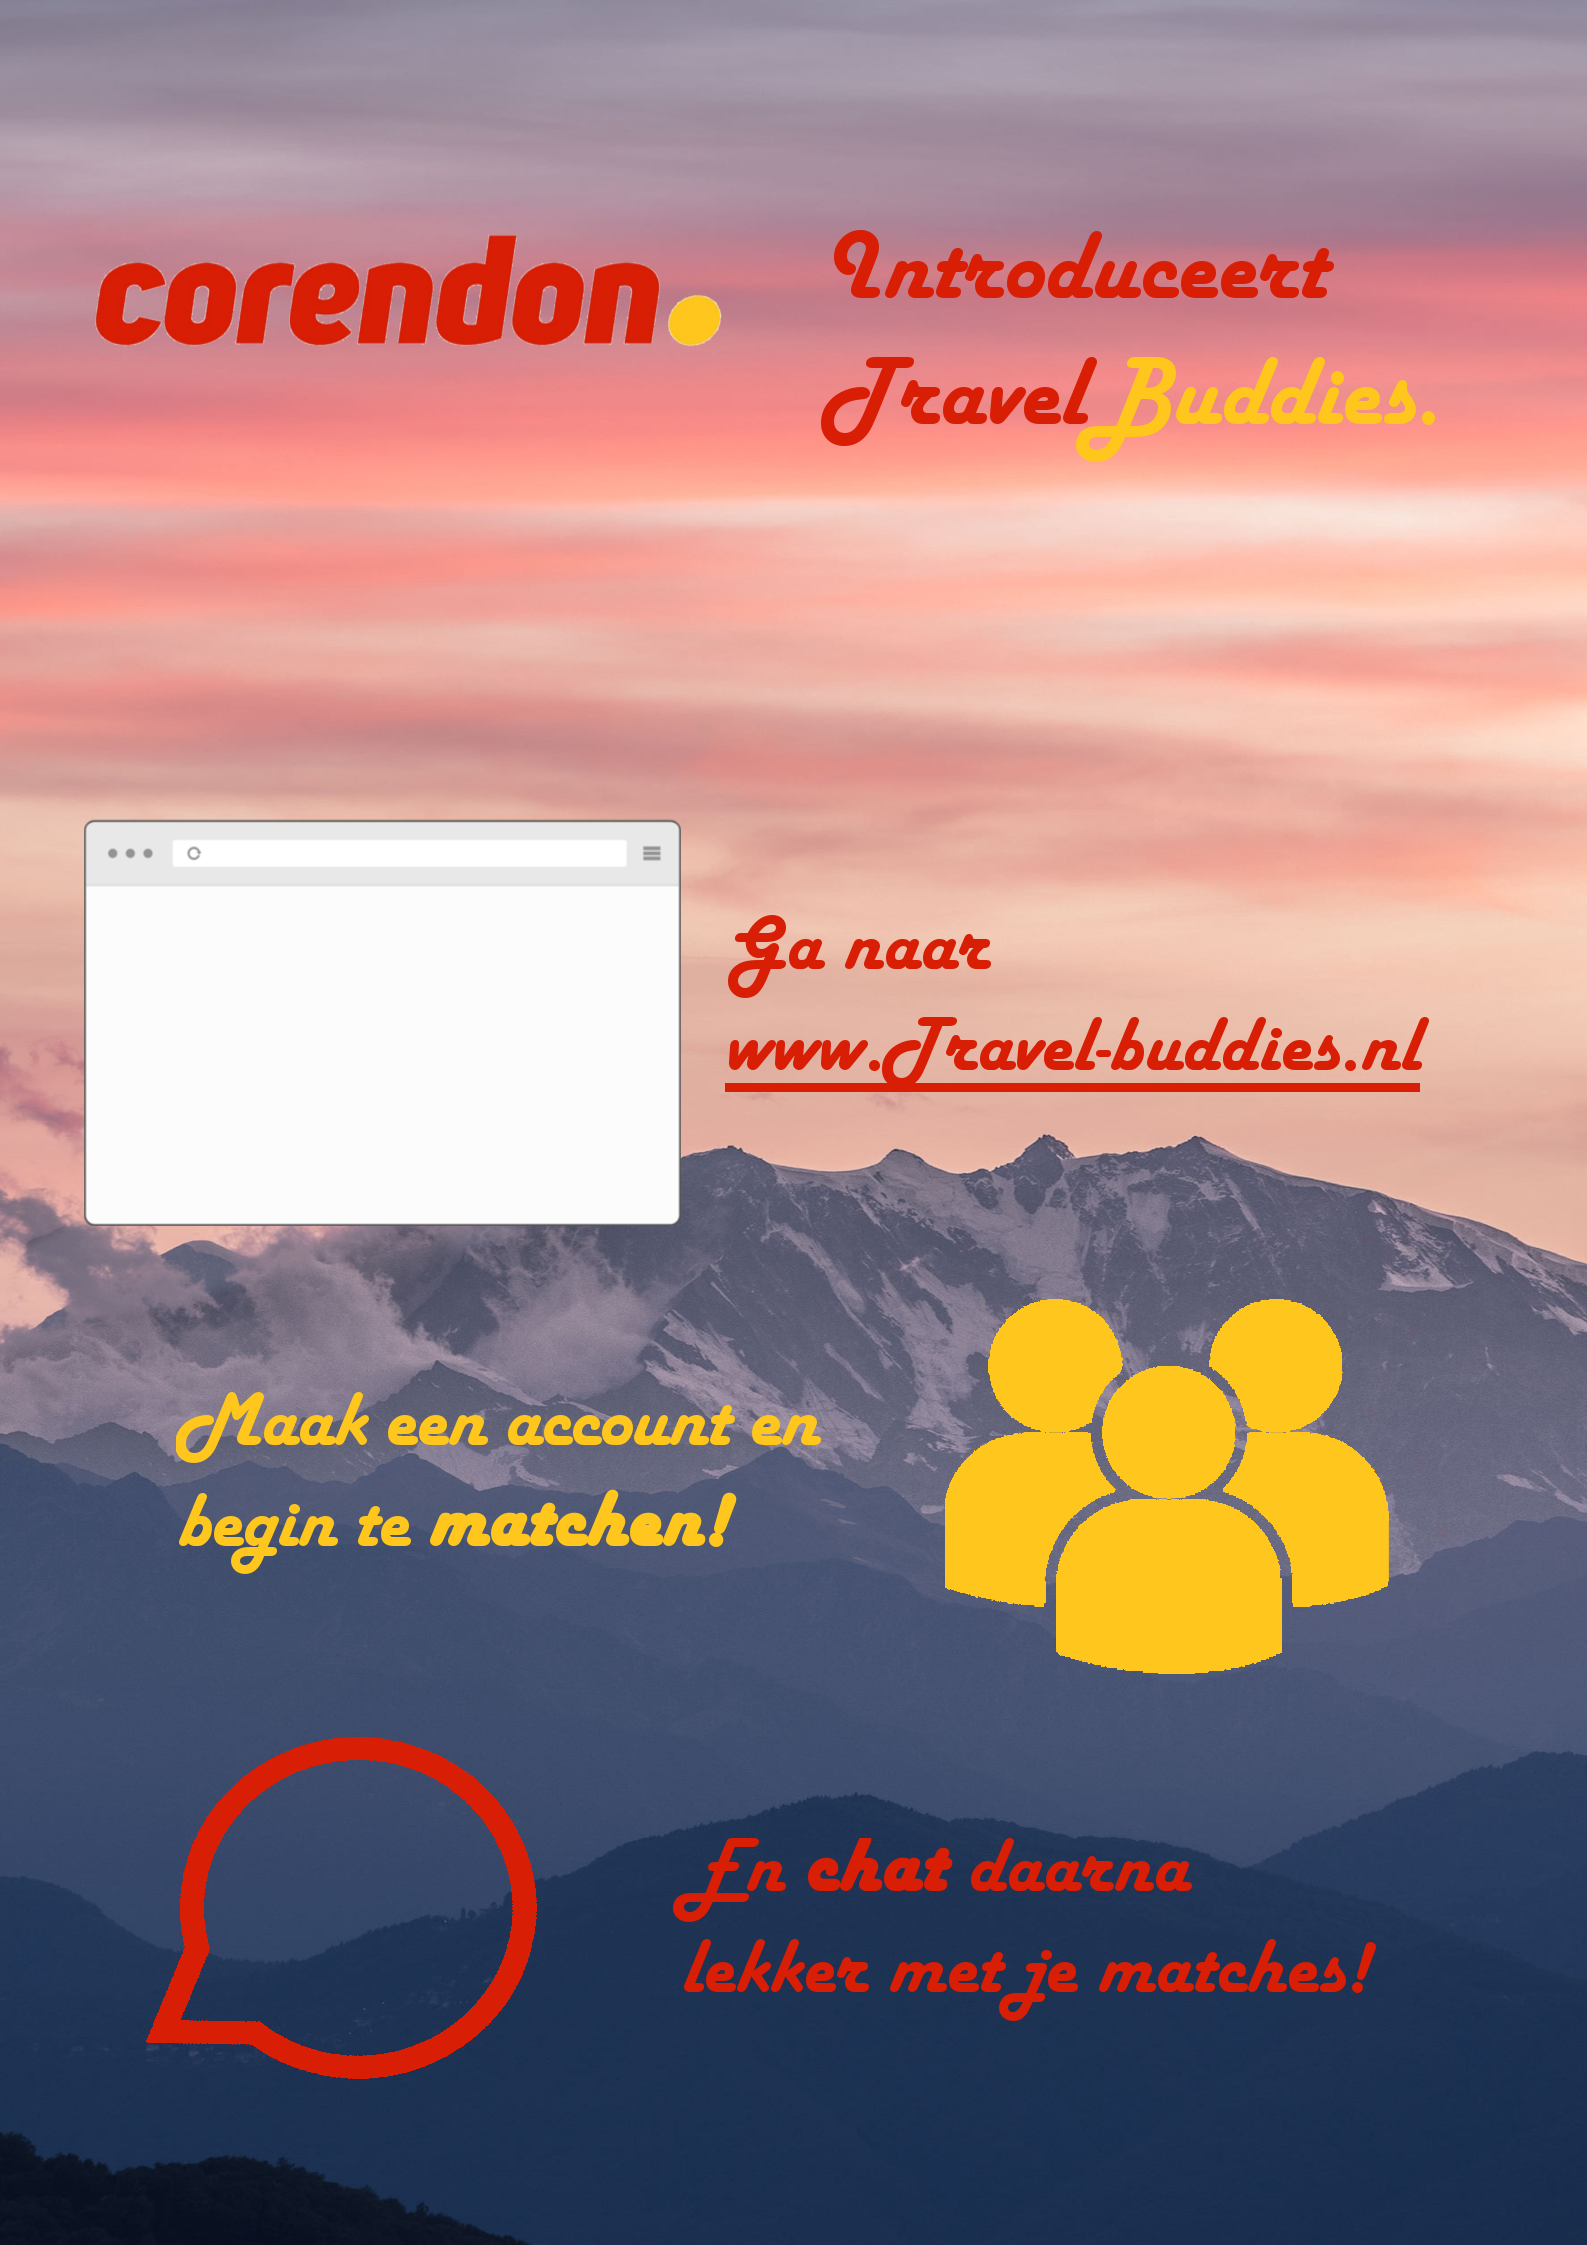 corendon.
Introduceert
Travel Buddies.
Ga naar
www.Travel-buddies.nl
Maak een account en
begin te matchen!
En chat daarna
lekker met je matches!